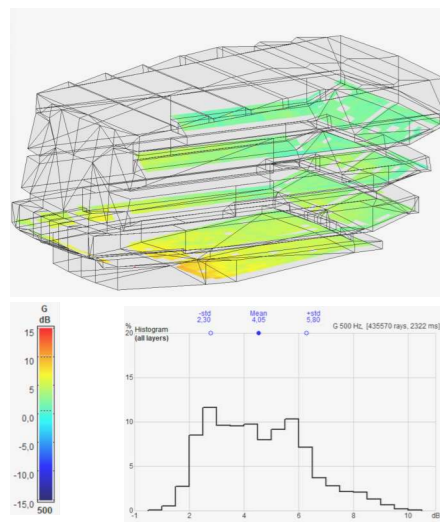 G
dB
15
10
5
0,0
-5,0
-10,0
-15,0
500
-std
2,30
Mean
4,05
+std
5,80
%
20
Histogram
(all layers)
G 500 Hz, [435570 rays, 2322 ms]
15
10
5
0
-1
2
4
6
8
10
dB